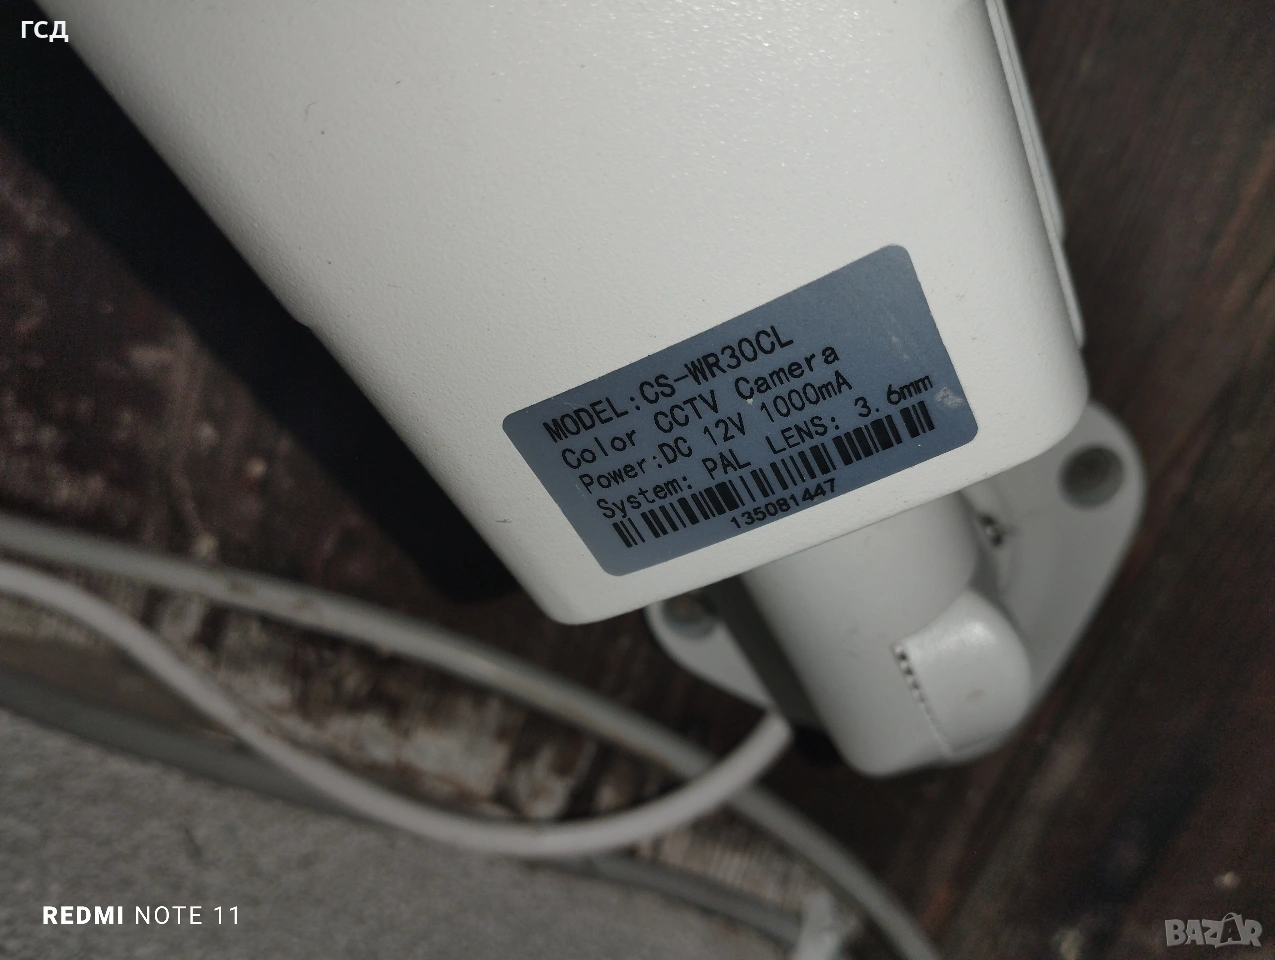 ГСД
MODEL:CS-WR30CL
Color CCTV Camera
Power:DC 12V 1000mA
System: PAL LENS: 3.6mm
135081447
REDMI NOTE 11
BAZAR